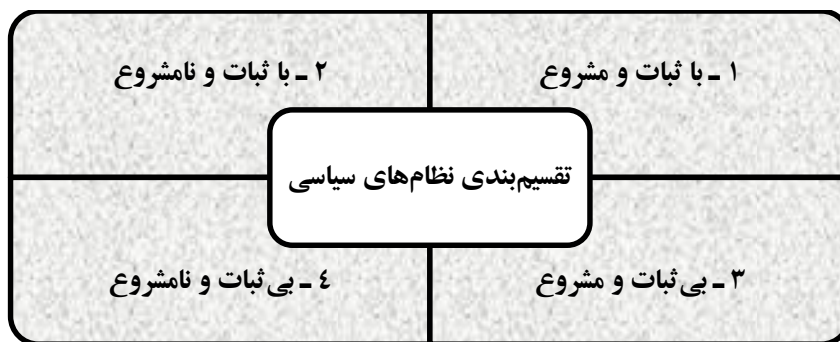 ۱ ـ با ثبات و مشروع
۲ ـ با ثبات و نامشروع
تقسیم‌بندی نظام‌های سیاسی
۳ ـ بی‌ثبات و مشروع
٤ ـ بی‌ثبات و نامشروع